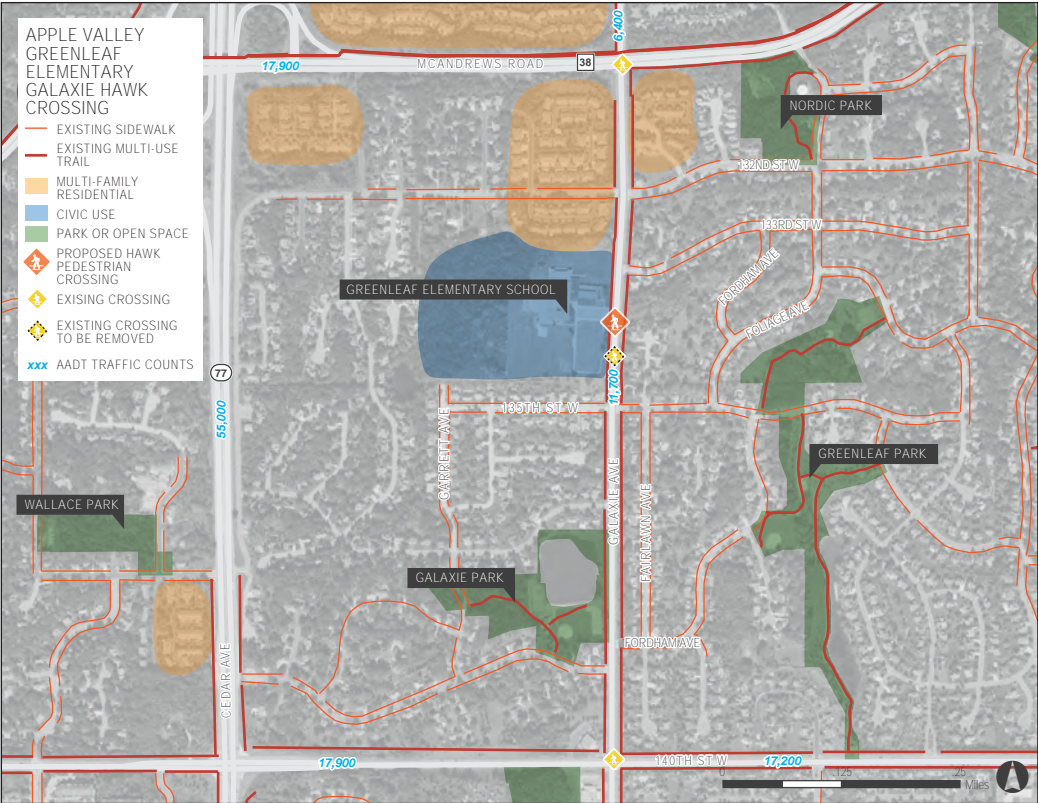 APPLE VALLEY
GREENLEAF
ELEMENTARY
GALAXIE HAWK
CROSSING
EXISTING SIDEWALK
EXISTING MULTI-USE
TRAIL
MULTI-FAMILY
RESIDENTIAL
CIVIC USE
PARK OR OPEN SPACE
PROPOSED HAWK
PEDESTRIAN
CROSSING
EXISING CROSSING
EXISTING CROSSING
TO BE REMOVED
xxx AADT TRAFFIC COUNTS
6,400
17,900
MCANDREWS ROAD
38
NORDIC PARK
132ND ST W
133RD ST W
FORDHAM AVE
GREENLEAF ELEMENTARY SCHOOL
FOLIAGE AVE
77
55,000
11,700
135TH ST W
GARRETT AVE
GALAXIE AVE
FAIRLAWN AVE
GREENLEAF PARK
WALLACE PARK
GALAXIE PARK
FORDHAM AVE
CEDAR AVE
17,900
140TH ST W
17,200
0 .125 .25
Miles